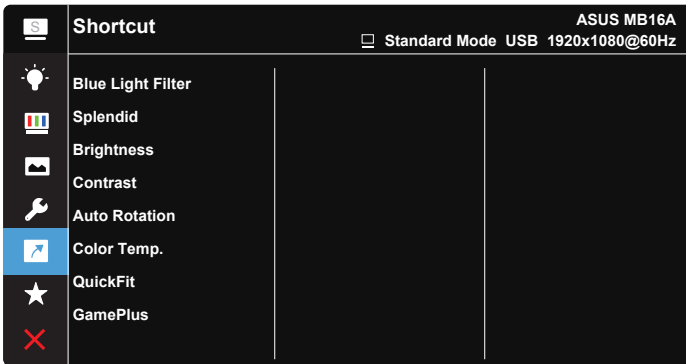 S
Shortcut
ASUS MB16A
Standard Mode USB 1920x1080@60Hz
Blue Light Filter
Splendid
Brightness
Contrast
Auto Rotation
Color Temp.
QuickFit
GamePlus